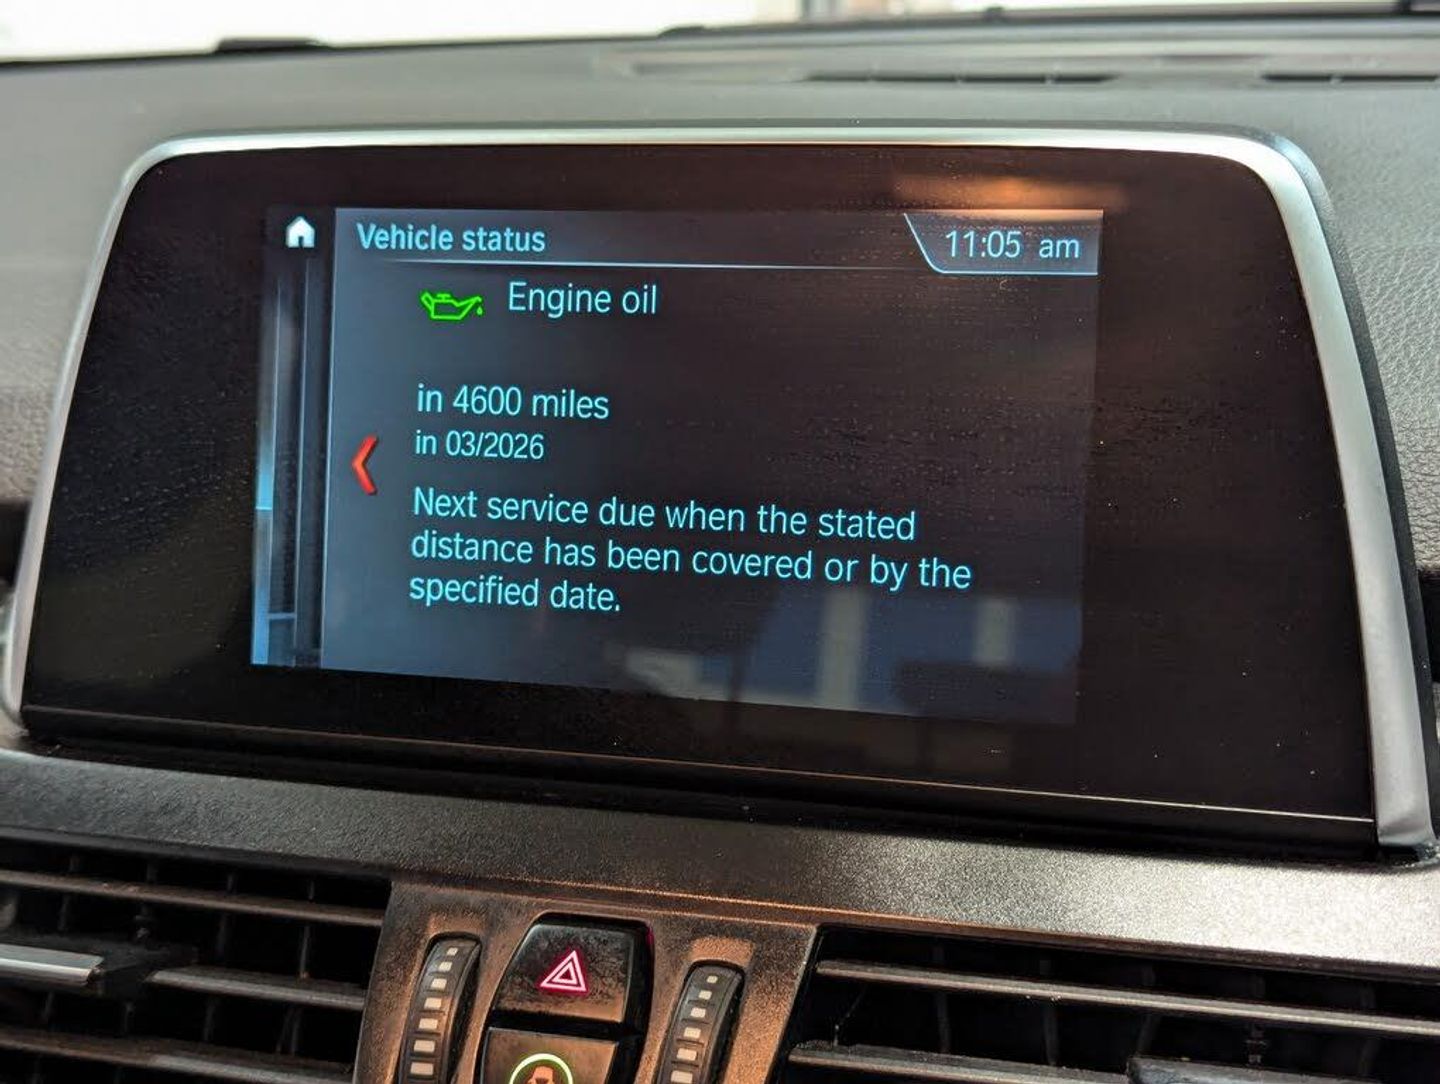 Vehicle status
11:05 am
Engine oil
in 4600 miles
in 03/2026
Next service due when the stated
distance has been covered or by the
specified date.